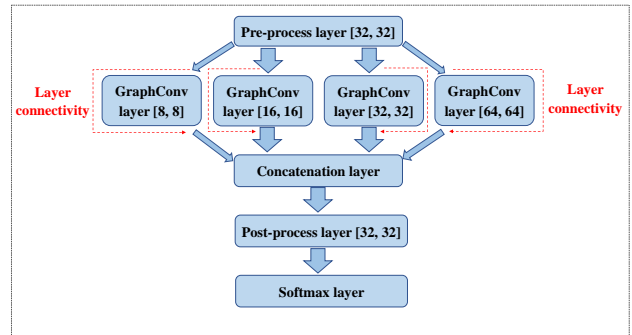 Pre-process layer [32, 32]
Layer
connectivity
GraphConv
layer [8, 8]
GraphConv
layer [16, 16]
GraphConv
layer [32, 32]
GraphConv
layer [64, 64]
Layer
connectivity
Concatenation layer
Post-process layer [32, 32]
Softmax layer